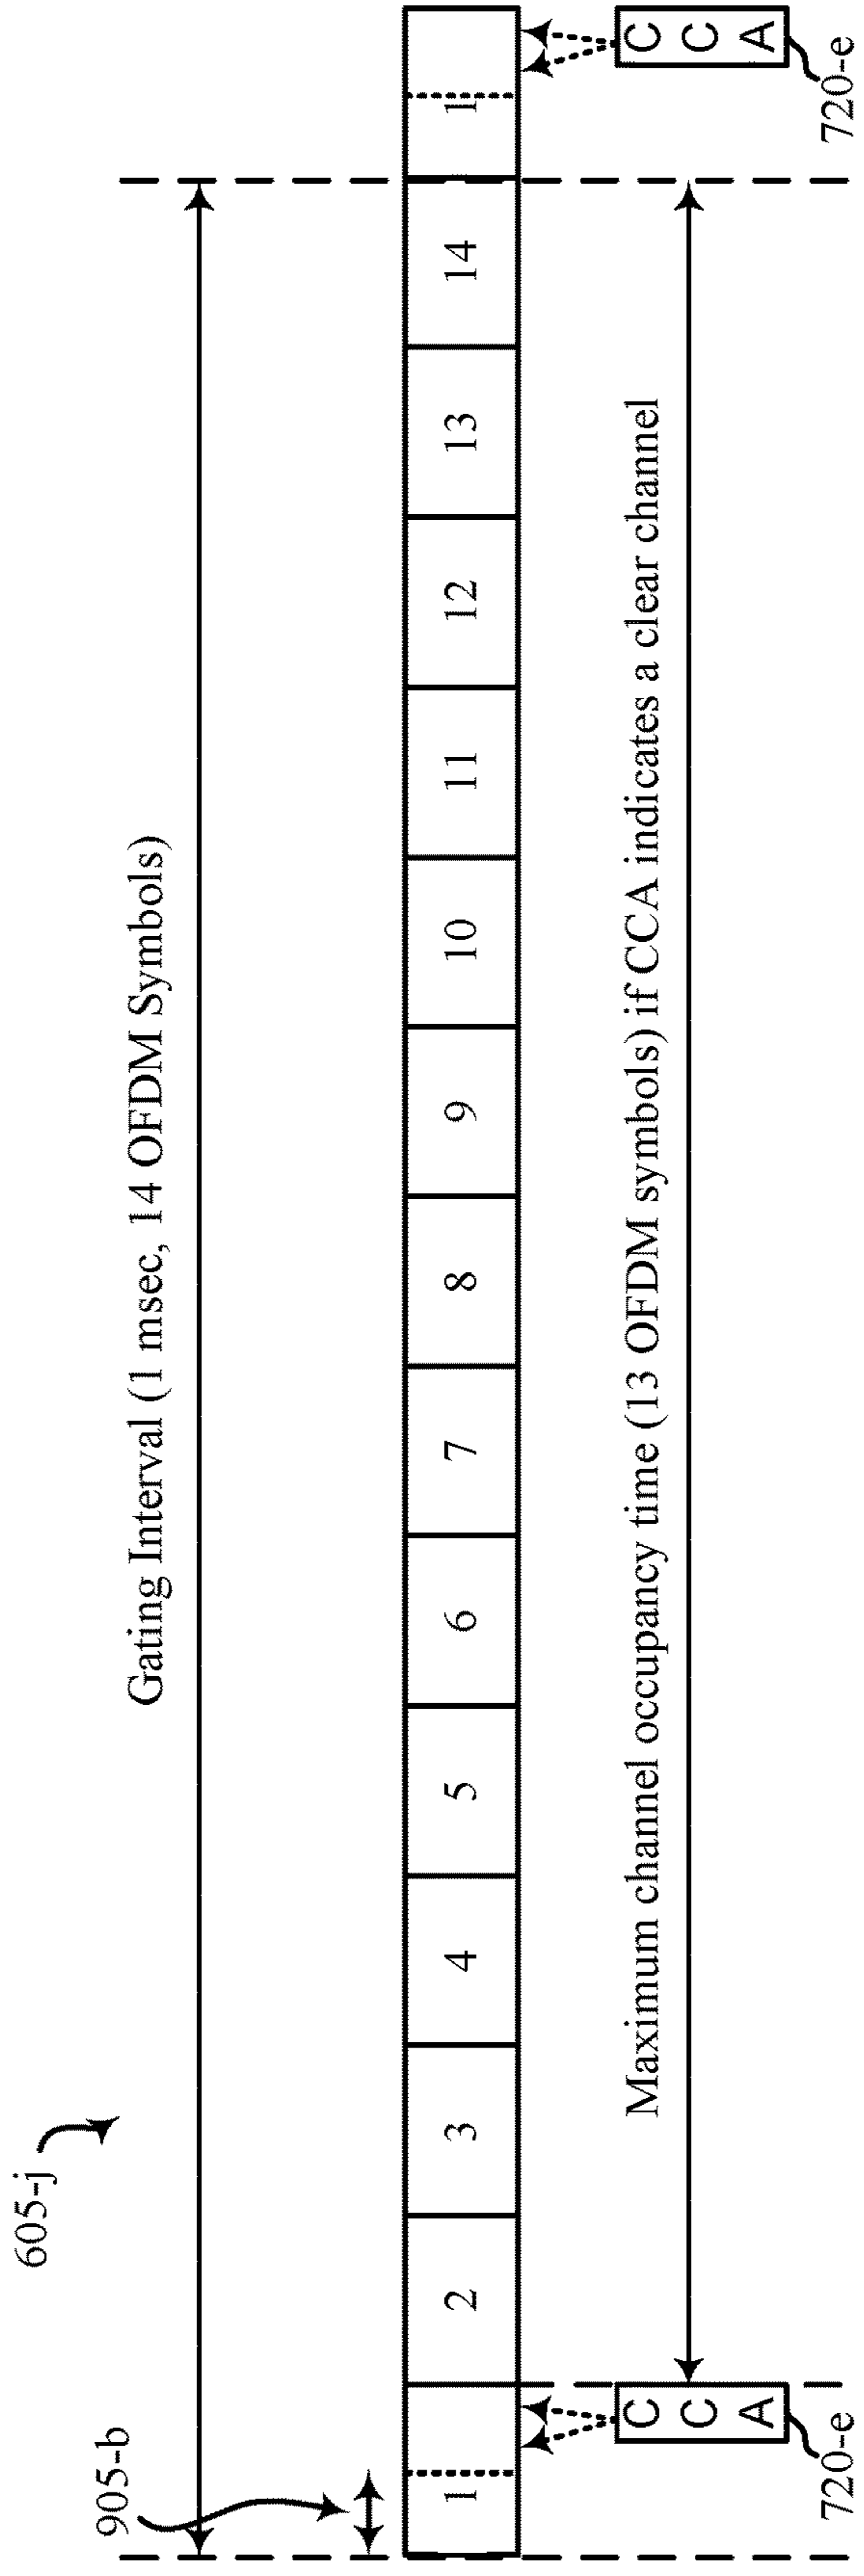 605-j
Gating Interval (1 msec, 14 OFDM Symbols)
905-b
1 2 3 4 5 6 7 8 9 10 11 12 13 14 1
Maximum channel occupancy time (13 OFDM symbols) if CCA indicates a clear channel
C
C
A
C
C
A
720-e
720-e